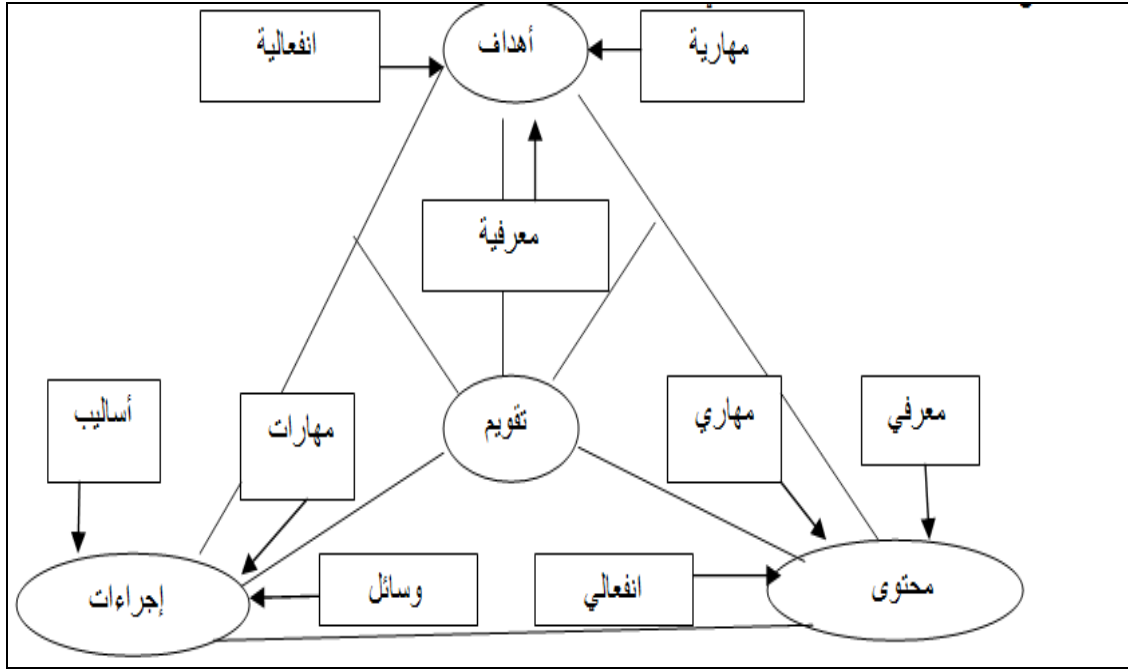 مهارية
أهداف
انفعالية
معرفية
معرفي
مهاري
تقويم
مهارات
أساليب
محتوى
انفعالي
وسائل
إجراءات